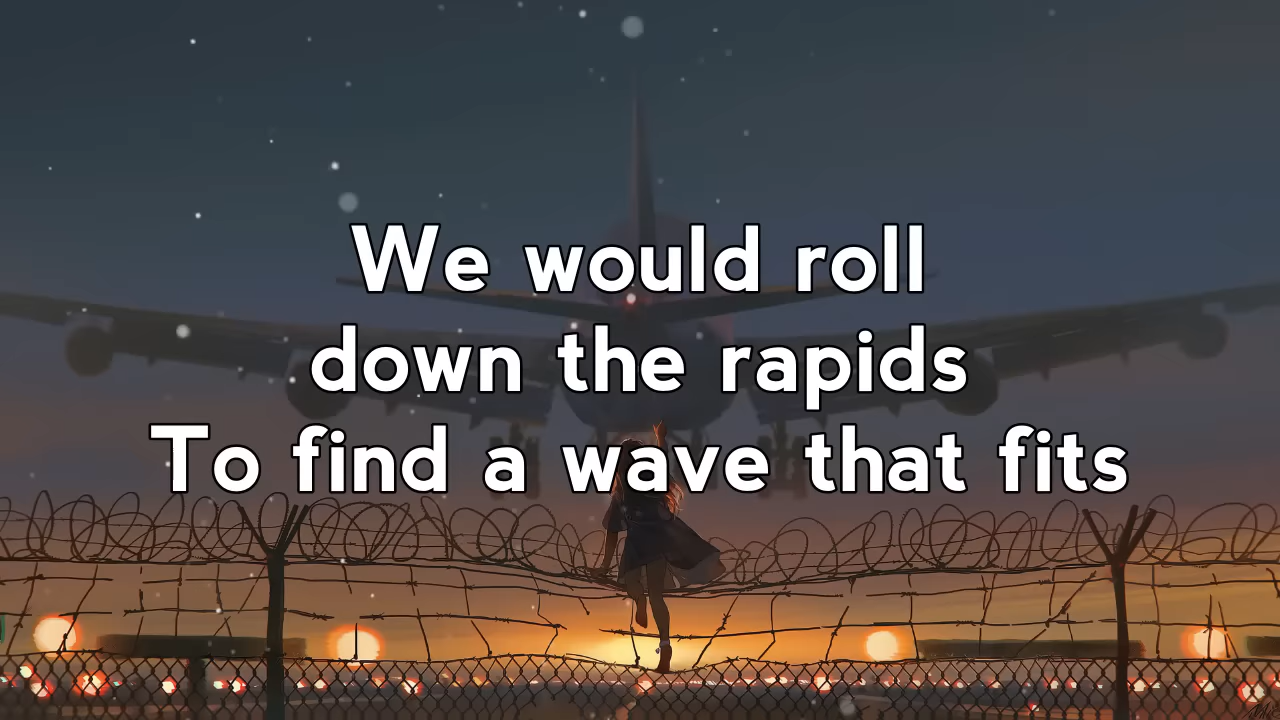 We would roll
down the rapids
To find a wave that fits